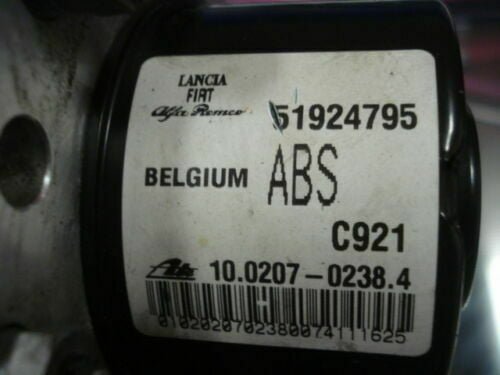 LANCIA
FIAT
Alfa Romeo
51924795
BELGIUM ABS
C921
Ate 10.0207-0238.4
H
0102020702380074111625